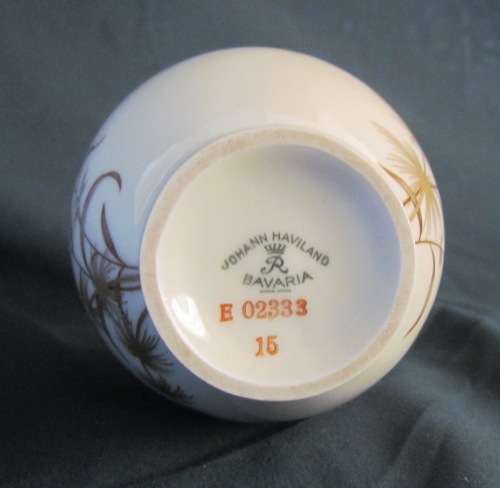 JOHANN HAVILAND
R
BAVARIA
E 02333
15